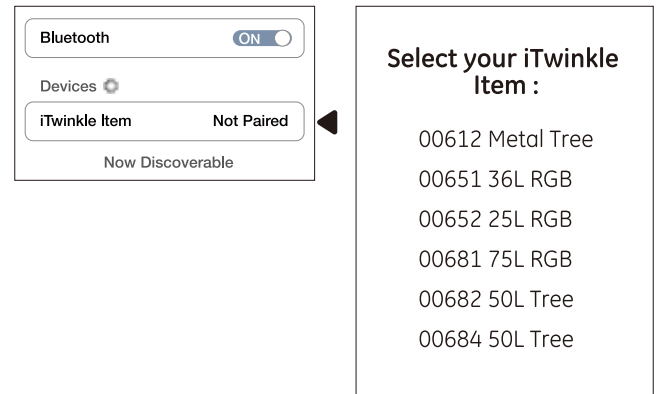 Bluetooth ON
Devices
iTwinkle Item Not Paired
Now Discoverable
Select your iTwinkle
Item :
00612 Metal Tree
00651 36L RGB
00652 25L RGB
00681 75L RGB
00682 50L Tree
00684 50L Tree